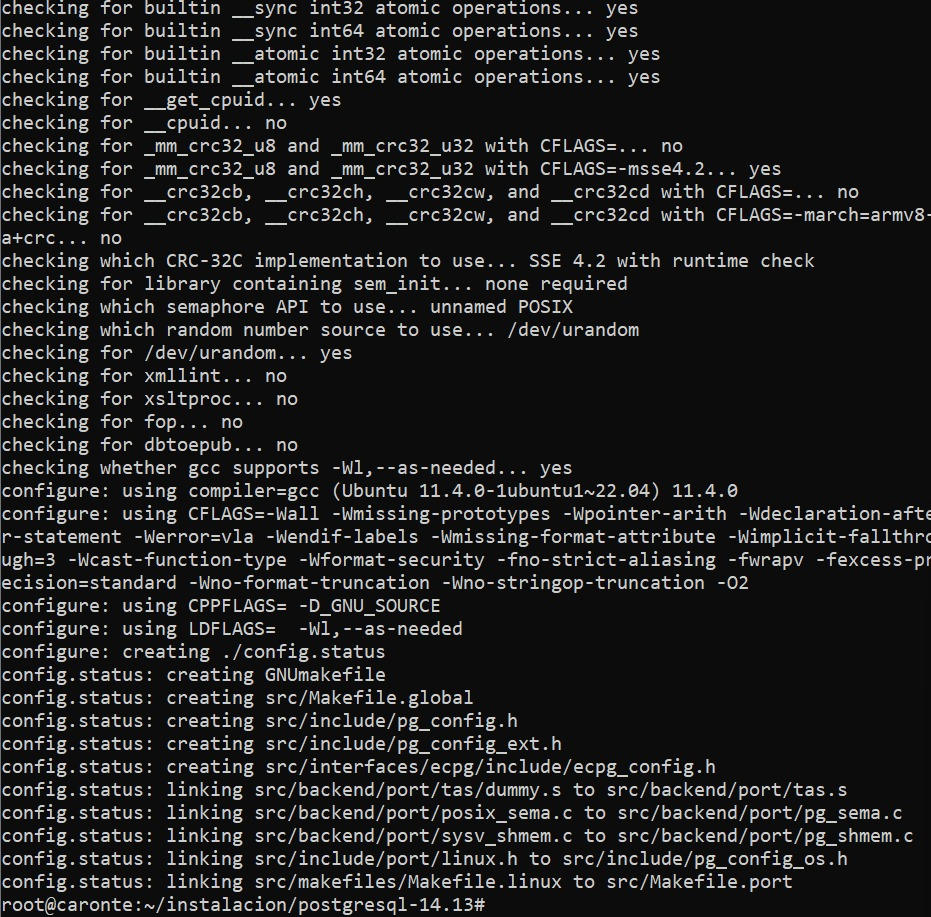 checking for builtin __sync int32 atomic operations... yes
checking for builtin __sync int64 atomic operations... yes
checking for builtin __atomic int32 atomic operations... yes
checking for builtin __atomic int64 atomic operations... yes
checking for __get_cpuid... yes
checking for __cpuid... no
checking for _mm_crc32_u8 and _mm_crc32_u32 with CFLAGS=... no
checking for _mm_crc32_u8 and _mm_crc32_u32 with CFLAGS=-msse4.2... yes
checking for __crc32cb, __crc32ch, __crc32cw, and __crc32cd with CFLAGS=... no
checking for __crc32cb, __crc32ch, __crc32cw, and __crc32cd with CFLAGS=-march=armv8-
a+crc... no
checking which CRC-32C implementation to use... SSE 4.2 with runtime check
checking for library containing sem_init... none required
checking which semaphore API to use... unnamed POSIX
checking which random number source to use... /dev/urandom
checking for /dev/urandom... yes
checking for xmllint... no
checking for xsltproc... no
checking for fop... no
checking for dbtoepub... no
checking whether gcc supports -Wl,--as-needed... yes
configure: using compiler=gcc (Ubuntu 11.4.0-1ubuntu1~22.04) 11.4.0
configure: using CFLAGS=-Wall -Wmissing-prototypes -Wpointer-arith -Wdeclaration-afte
r-statement -Werror=vla -Wendif-labels -Wmissing-format-attribute -Wimplicit-fallthro
ugh=3 -Wcast-function-type -Wformat-security -fno-strict-aliasing -fwrapv -fexcess-pr
ecision=standard -Wno-format-truncation -Wno-stringop-truncation -O2
configure: using CPPFLAGS= -D_GNU_SOURCE
configure: using LDFLAGS=  -Wl,--as-needed
configure: creating ./config.status
config.status: creating GNUmakefile
config.status: creating src/Makefile.global
config.status: creating src/include/pg_config.h
config.status: creating src/include/pg_config_ext.h
config.status: creating src/interfaces/ecpg/include/ecpg_config.h
config.status: linking src/backend/port/tas/dummy.s to src/backend/port/tas.s
config.status: linking src/backend/port/posix_sema.c to src/backend/port/pg_sema.c
config.status: linking src/backend/port/sysv_shmem.c to src/backend/port/pg_shmem.c
config.status: linking src/include/port/linux.h to src/include/pg_config_os.h
config.status: linking src/makefiles/Makefile.linux to src/Makefile.port
root@caronte:~/instalacion/postgresql-14.13#